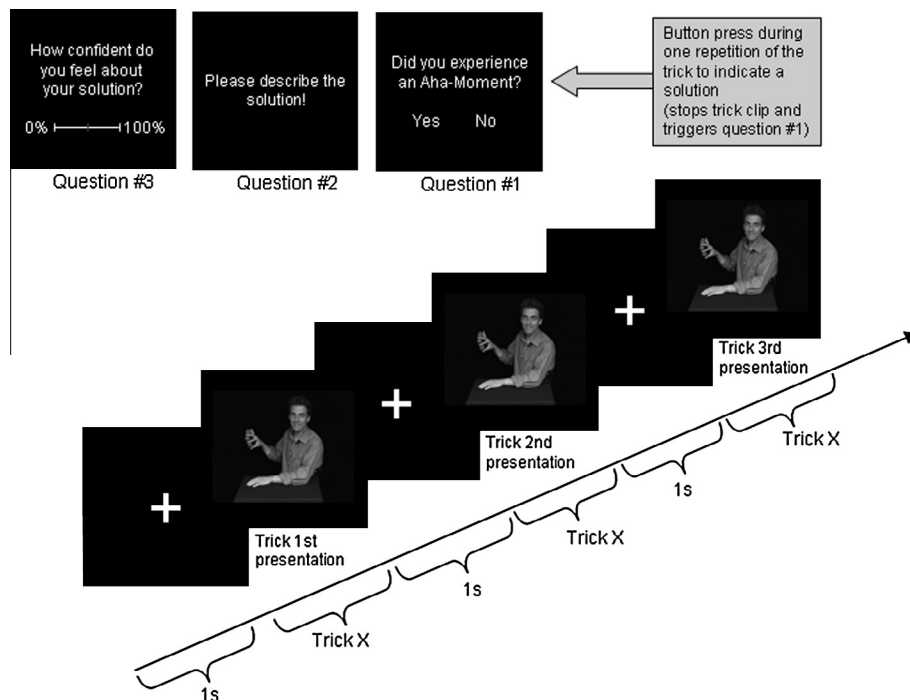 How confident do
you feel about
your solution?
0% 100%
Question #3
Please describe the
solution!
Question #2
Did you experience
an Aha-Moment?
Yes No
Question #1
Button press during
one repetition of the
trick to indicate a
solution
(stops trick clip and
triggers question #1)
Trick 1st
presentation
Trick 2nd
presentation
Trick 3rd
presentation
1s
Trick X
1s
Trick X
1s
Trick X